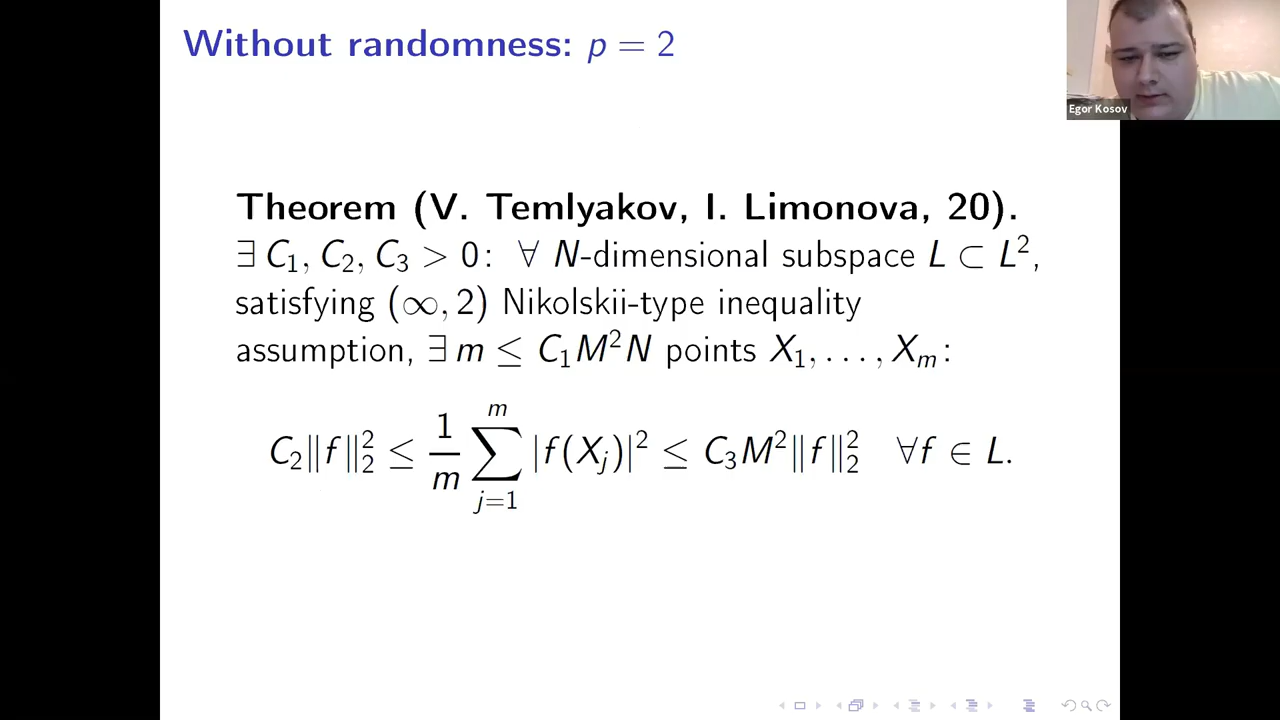 Without randomness: p = 2
Egor Kosov
Theorem (V. Temlyakov, I. Limonova, 20).
∃ C₁, C₂, C₃ > 0: ∀ N-dimensional subspace L ⊂ L²,
satisfying (∞, 2) Nikolskii-type inequality
assumption, ∃ m ≤ C₁M²N points X₁, . . . , Xₘ:
C₂‖f‖₂² ≤ 1/m ∑_{j=1}^{m} |f(X_j)|² ≤ C₃M²‖f‖₂² ∀f ∈ L.